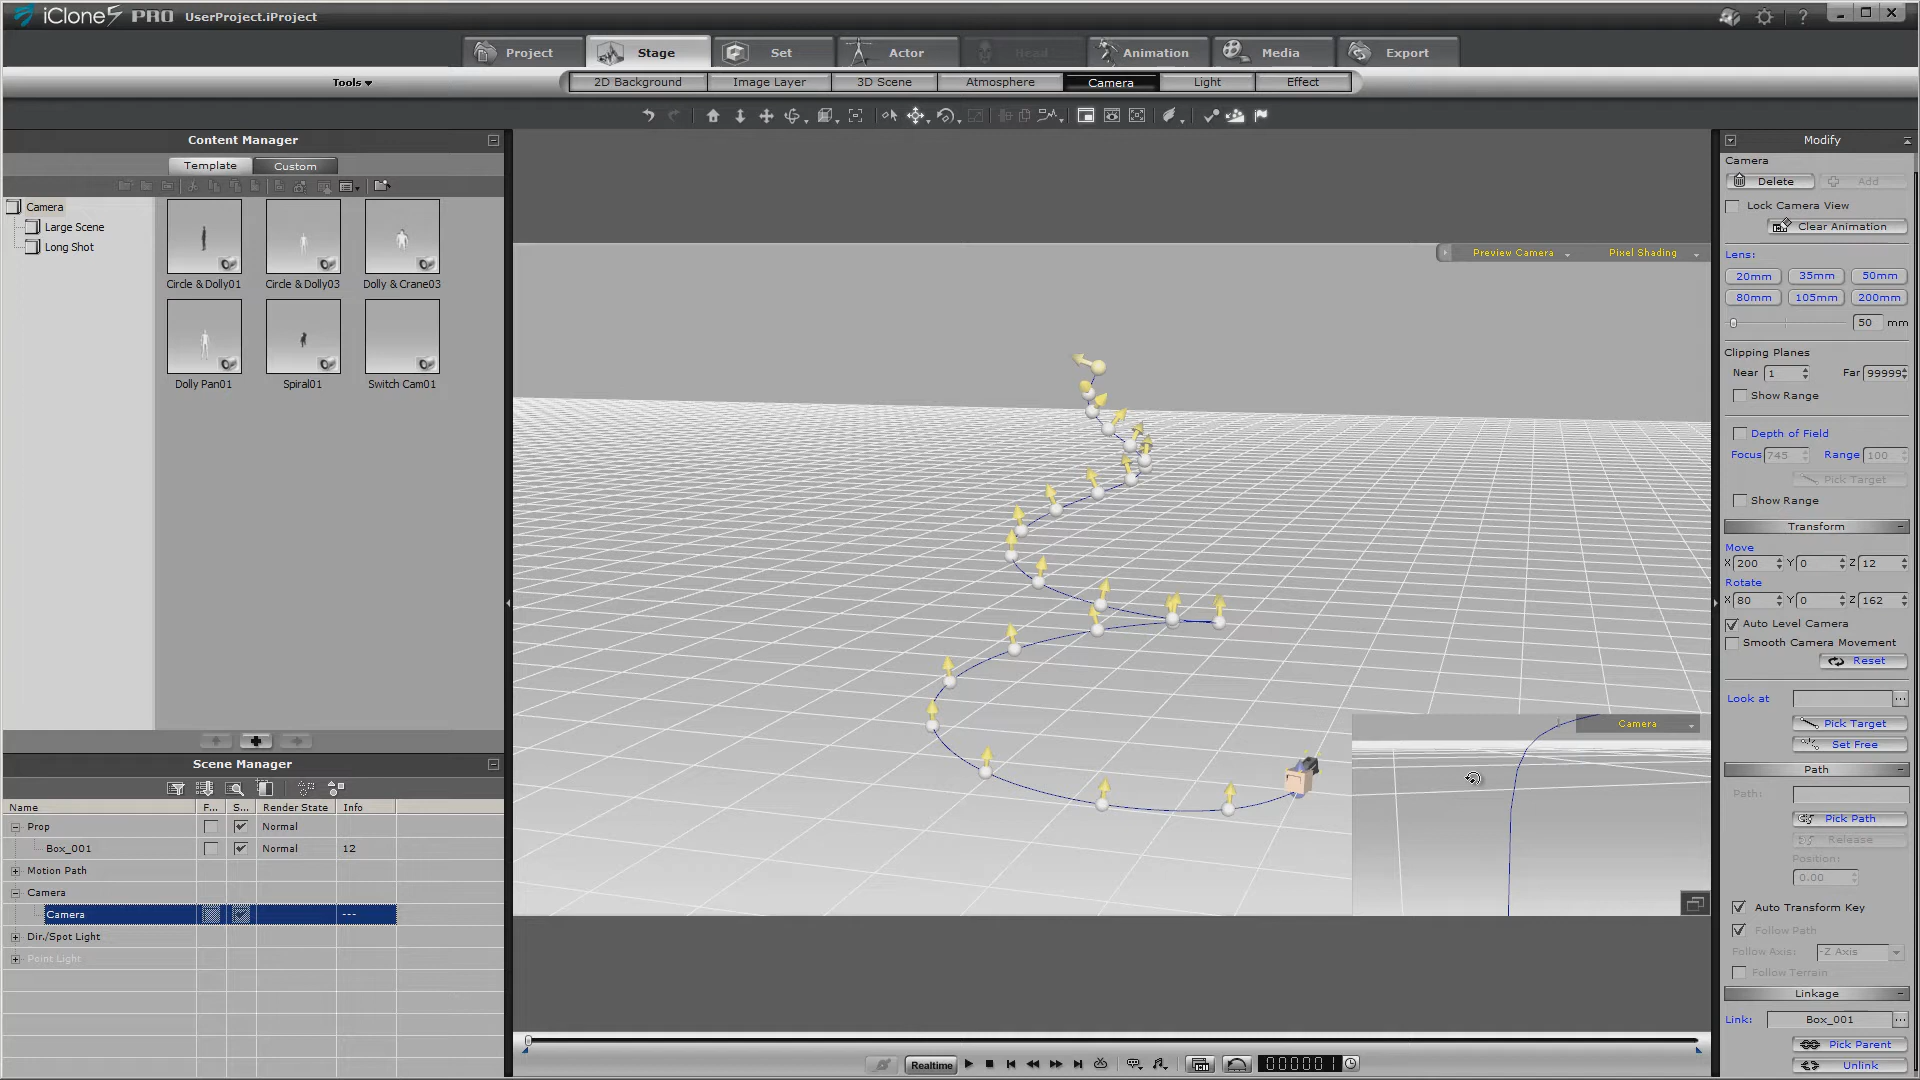 iClone5 PRO UserProject.iProject
Project Stage Set Actor Head Animation Media Export
Tools
2D Background Image Layer 3D Scene Atmosphere Camera Light Effect
Content Manager
Template Custom
Camera
Large Scene
Long Shot
Circle &Dolly01 Circle &Dolly03 Dolly &Crane03
Dolly Pan01 Spiral01 Switch Cam01
Scene Manager
Name F... S... Render State Info
Prop Normal
Box_001 Normal 12
Motion Path
Camera
Camera ---
Dir./Spot Light
Point Light
Preview Camera Pixel Shading
Camera
Realtime 000001
Modify
Camera
Delete Add
Lock Camera View
Clear Animation
Lens:
20mm 35mm 50mm
80mm 105mm 200mm
50 mm
Clipping Planes
Near 1 Far 99999
Show Range
Depth of Field
Focus 745 Range 100
Pick Target
Show Range
Transform
Move
X 200 Y 0 Z 12
Rotate
X 80 Y 0 Z 162
Auto Level Camera
Smooth Camera Movement
Reset
Look at ...
Pick Target
Set Free
Path
Path:
Pick Path
Release
Position:
0.00
Auto Transform Key
Follow Path
Follow Axis: -Z Axis
Follow Terrain
Linkage
Link: Box_001 ...
Pick Parent
Unlink